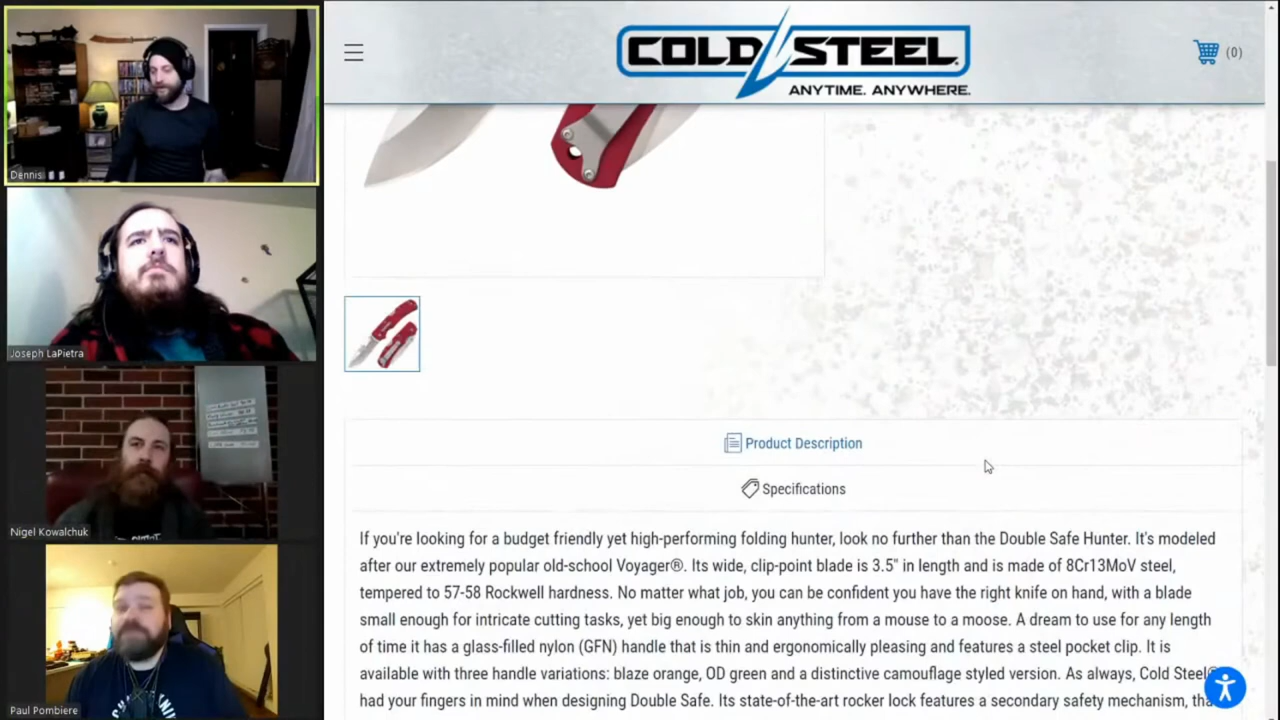 COLD STEEL
ANYTIME. ANYWHERE.
(0)
Dennis
Joseph LaPietra
Nigel Kowalchuk
Paul Pombiere
Product Description
Specifications
If you're looking for a budget friendly yet high-performing folding hunter, look no further than the Double Safe Hunter. It's modeled
after our extremely popular old-school Voyager®. Its wide, clip-point blade is 3.5" in length and is made of 8Cr13MoV steel,
tempered to 57-58 Rockwell hardness. No matter what job, you can be confident you have the right knife on hand, with a blade
small enough for intricate cutting tasks, yet big enough to skin anything from a mouse to a moose. A dream to use for any length
of time it has a glass-filled nylon (GFN) handle that is thin and ergonomically pleasing and features a steel pocket clip. It is
available with three handle variations: blaze orange, OD green and a distinctive camouflage styled version. As always, Cold Steel®
had your fingers in mind when designing Double Safe. Its state-of-the-art rocker lock features a secondary safety mechanism,